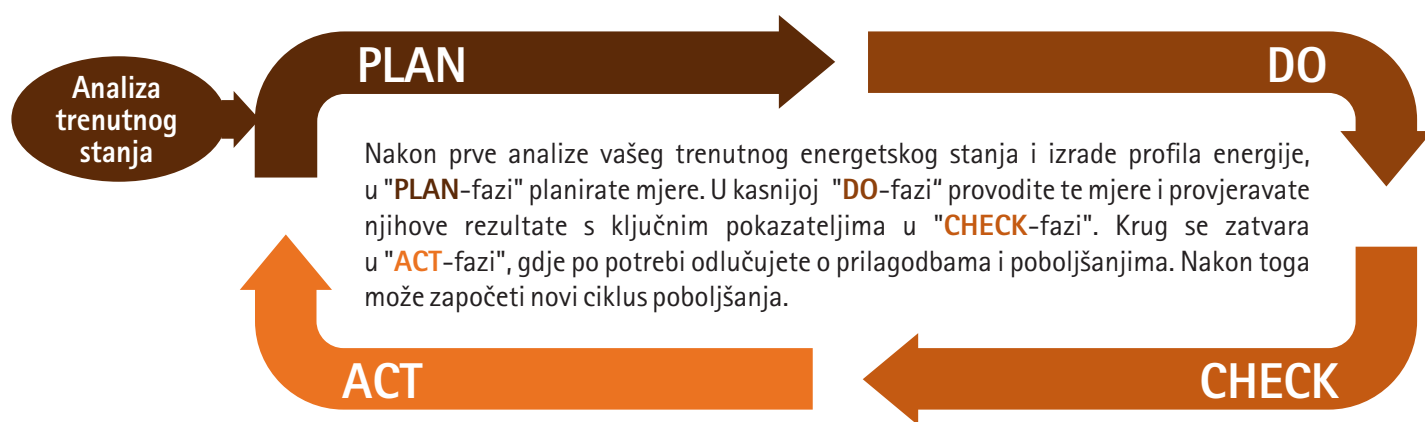 PLAN
DO
Analiza
trenutnog
stanja
Nakon prve analize vašeg trenutnog energetskog stanja i izrade profila energije,
u "PLAN-fazi" planirate mjere. U kasnijoj "DO-fazi“ provodite te mjere i provjeravate
njihove rezultate s ključnim pokazateljima u "CHECK-fazi". Krug se zatvara
u "ACT-fazi", gdje po potrebi odlučujete o prilagodbama i poboljšanjima. Nakon toga
može započeti novi ciklus poboljšanja.
ACT
CHECK